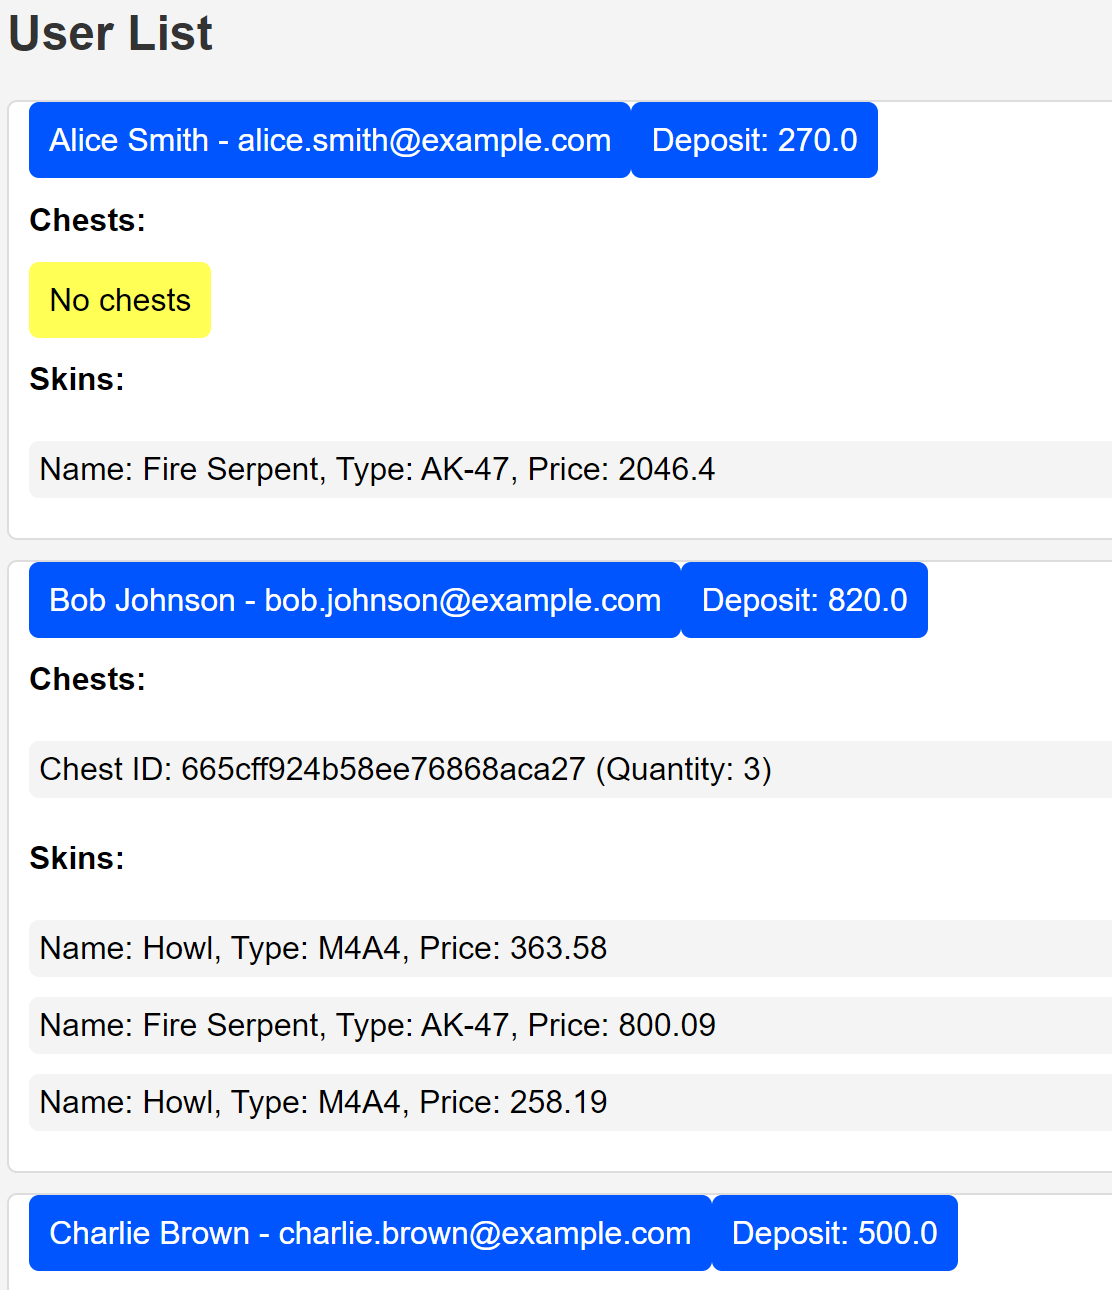 User List
Alice Smith - alice.smith@example.com Deposit: 270.0
Chests:
No chests
Skins:
Name: Fire Serpent, Type: AK-47, Price: 2046.4
Bob Johnson - bob.johnson@example.com Deposit: 820.0
Chests:
Chest ID: 665cff924b58ee76868aca27 (Quantity: 3)
Skins:
Name: Howl, Type: M4A4, Price: 363.58
Name: Fire Serpent, Type: AK-47, Price: 800.09
Name: Howl, Type: M4A4, Price: 258.19
Charlie Brown - charlie.brown@example.com Deposit: 500.0